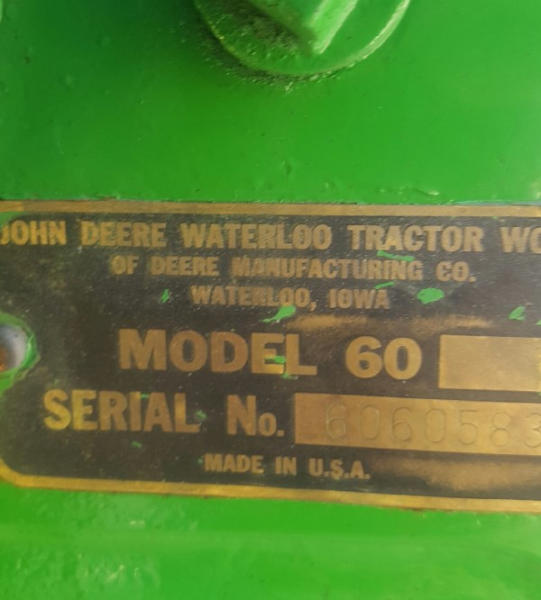 JOHN DEERE WATERLOO TRACTOR WO
OF DEERE MANUFACTURING CO.
WATERLOO, IOWA
MODEL 60
SERIAL No. 6060583
MADE IN U.S.A.